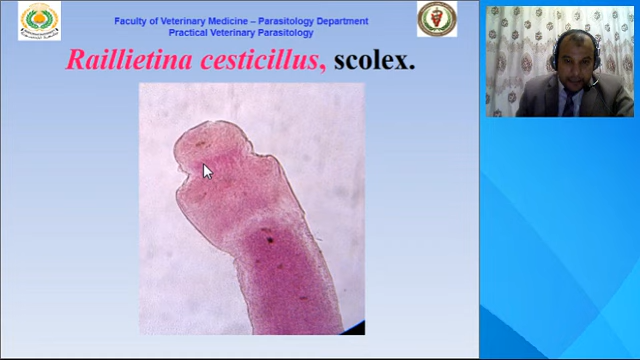 Faculty of Veterinary Medicine – Parasitology Department
Practical Veterinary Parasitology
Raillietina cesticillus, scolex.